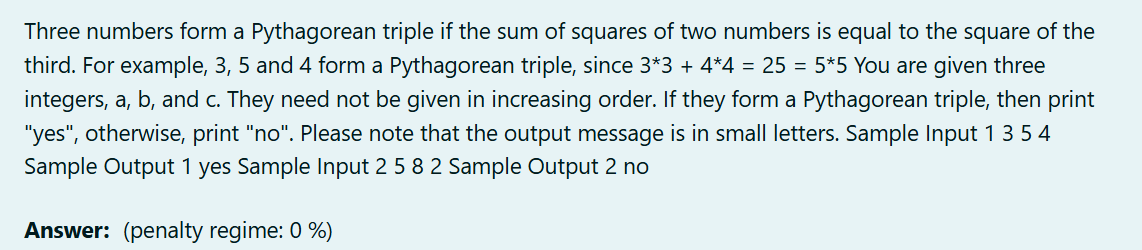 Three numbers form a Pythagorean triple if the sum of squares of two numbers is equal to the square of the
third. For example, 3, 5 and 4 form a Pythagorean triple, since 3*3 + 4*4 = 25 = 5*5 You are given three
integers, a, b, and c. They need not be given in increasing order. If they form a Pythagorean triple, then print
"yes", otherwise, print "no". Please note that the output message is in small letters. Sample Input 1 3 5 4
Sample Output 1 yes Sample Input 2 5 8 2 Sample Output 2 no
Answer: (penalty regime: 0 %)